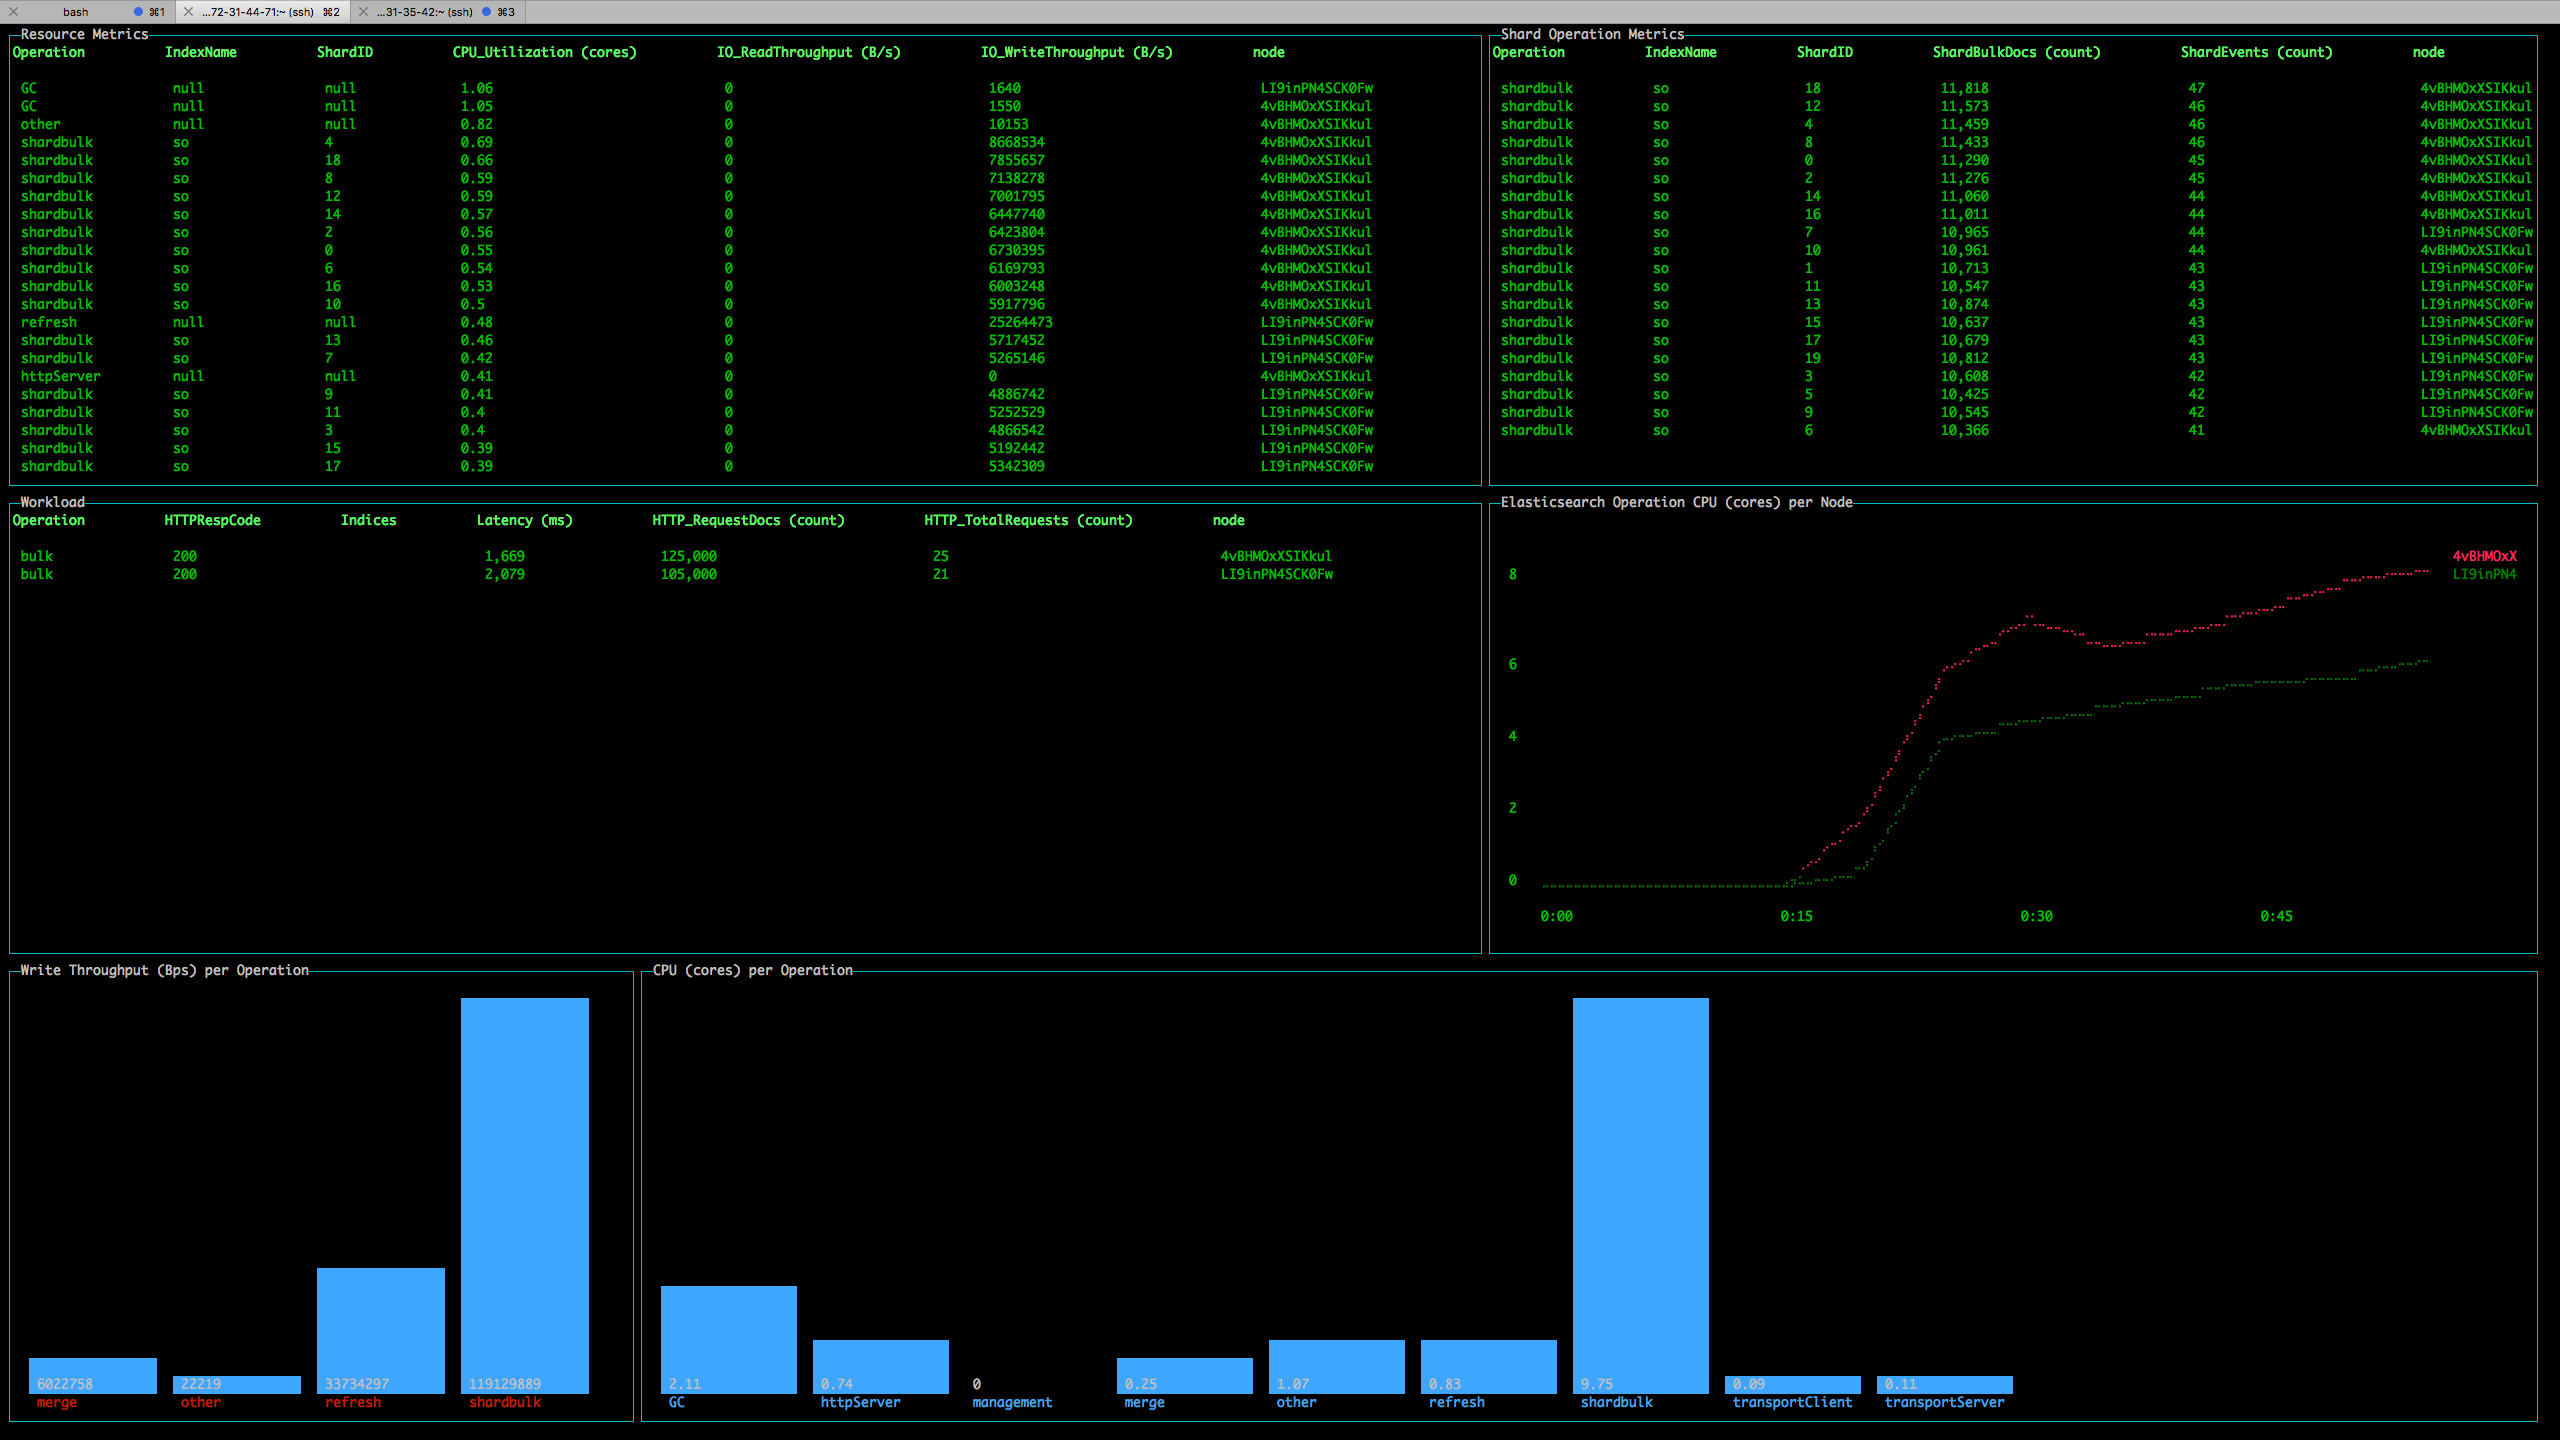 bash ⌘1 ...72-31-44-71:~ (ssh) ⌘2 ...31-35-42:~ (ssh) ⌘3
Resource Metrics
Operation IndexName ShardID CPU_Utilization (cores) IO_ReadThroughput (B/s) IO_WriteThroughput (B/s) node
GC null null 1.06 0 1640 LI9inPN4SCK0Fw
GC null null 1.05 0 1550 4vBHMOxXSIKkul
other null null 0.82 0 10153 4vBHMOxXSIKkul
shardbulk so 4 0.69 0 8668534 4vBHMOxXSIKkul
shardbulk so 18 0.66 0 7855657 4vBHMOxXSIKkul
shardbulk so 8 0.59 0 7138278 4vBHMOxXSIKkul
shardbulk so 12 0.59 0 7001795 4vBHMOxXSIKkul
shardbulk so 14 0.57 0 6447740 4vBHMOxXSIKkul
shardbulk so 2 0.56 0 6423804 4vBHMOxXSIKkul
shardbulk so 0 0.55 0 6730395 4vBHMOxXSIKkul
shardbulk so 6 0.54 0 6169793 4vBHMOxXSIKkul
shardbulk so 16 0.53 0 6003248 4vBHMOxXSIKkul
shardbulk so 10 0.5 0 5917796 4vBHMOxXSIKkul
refresh null null 0.48 0 25264473 LI9inPN4SCK0Fw
shardbulk so 13 0.46 0 5717452 LI9inPN4SCK0Fw
shardbulk so 7 0.42 0 5265146 LI9inPN4SCK0Fw
httpServer null null 0.41 0 0 4vBHMOxXSIKkul
shardbulk so 9 0.41 0 4886742 LI9inPN4SCK0Fw
shardbulk so 11 0.4 0 5252529 LI9inPN4SCK0Fw
shardbulk so 3 0.4 0 4866542 LI9inPN4SCK0Fw
shardbulk so 15 0.39 0 5192442 LI9inPN4SCK0Fw
shardbulk so 17 0.39 0 5342309 LI9inPN4SCK0Fw
Shard Operation Metrics
Operation IndexName ShardID ShardBulkDocs (count) ShardEvents (count) node
shardbulk so 18 11,818 47 4vBHMOxXSIKkul
shardbulk so 12 11,573 46 4vBHMOxXSIKkul
shardbulk so 4 11,459 46 4vBHMOxXSIKkul
shardbulk so 8 11,433 46 4vBHMOxXSIKkul
shardbulk so 0 11,290 45 4vBHMOxXSIKkul
shardbulk so 2 11,276 45 4vBHMOxXSIKkul
shardbulk so 14 11,060 44 4vBHMOxXSIKkul
shardbulk so 16 11,011 44 4vBHMOxXSIKkul
shardbulk so 7 10,965 44 LI9inPN4SCK0Fw
shardbulk so 10 10,961 44 4vBHMOxXSIKkul
shardbulk so 1 10,713 43 LI9inPN4SCK0Fw
shardbulk so 11 10,547 43 LI9inPN4SCK0Fw
shardbulk so 13 10,874 43 LI9inPN4SCK0Fw
shardbulk so 15 10,637 43 LI9inPN4SCK0Fw
shardbulk so 17 10,679 43 LI9inPN4SCK0Fw
shardbulk so 19 10,812 43 LI9inPN4SCK0Fw
shardbulk so 3 10,608 42 LI9inPN4SCK0Fw
shardbulk so 5 10,425 42 LI9inPN4SCK0Fw
shardbulk so 9 10,545 42 LI9inPN4SCK0Fw
shardbulk so 6 10,366 41 4vBHMOxXSIKkul
Workload
Operation HTTPRespCode Indices Latency (ms) HTTP_RequestDocs (count) HTTP_TotalRequests (count) node
bulk 200 1,669 125,000 25 4vBHMOxXSIKkul
bulk 200 2,079 105,000 21 LI9inPN4SCK0Fw
Elasticsearch Operation CPU (cores) per Node
4vBHMOxX
8 LI9inPN4
6
4
2
0
0:00 0:15 0:30 0:45
Write Throughput (Bps) per Operation
6022758 22219 33734297 119129889
merge other refresh shardbulk
CPU (cores) per Operation
2.11 0.74 0 0.25 1.07 0.83 9.75 0.09 0.11
GC httpServer management merge other refresh shardbulk transportClient transportServer